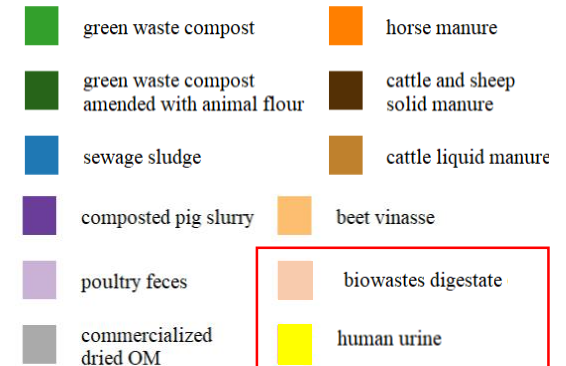 green waste compost
horse manure
green waste compost
amended with animal flour
cattle and sheep
solid manure
sewage sludge
cattle liquid manure
composted pig slurry
beet vinasse
poultry feces
biowastes digestate
commercialized
dried OM
human urine